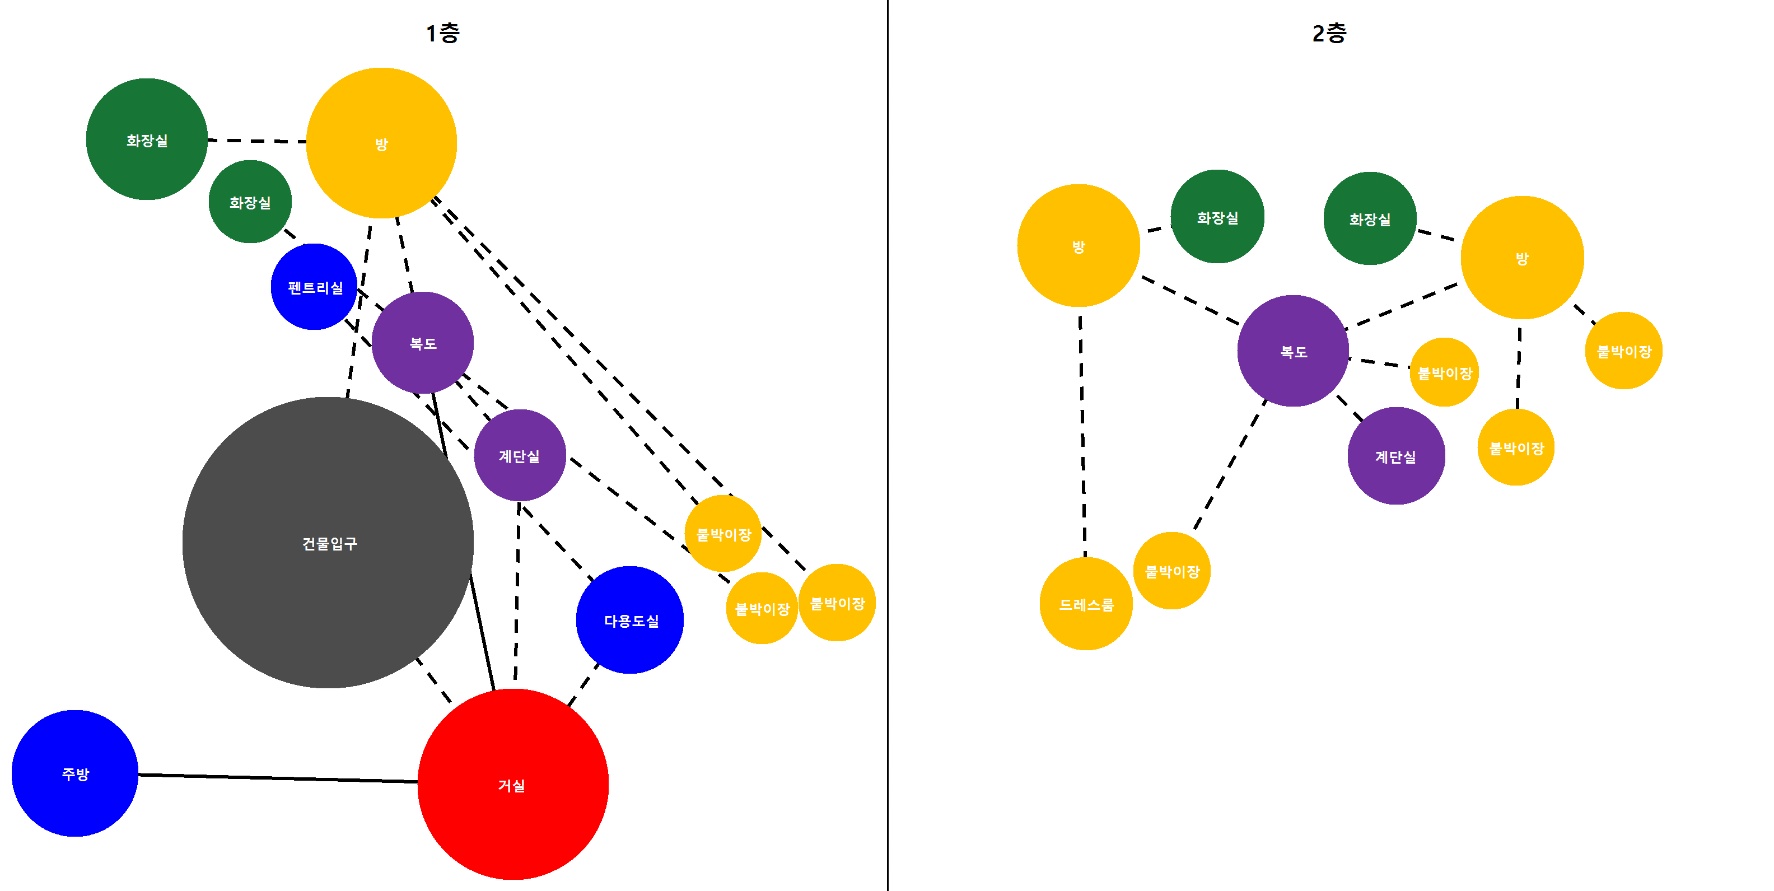 1층
화장실
방
화장실
펜트리실
복도
계단실
건물입구
붙박이장
붙박이장
붙박이장
다용도실
주방
거실
2층
방
화장실
화장실
방
복도
붙박이장
붙박이장
계단실
붙박이장
드레스룸
붙박이장